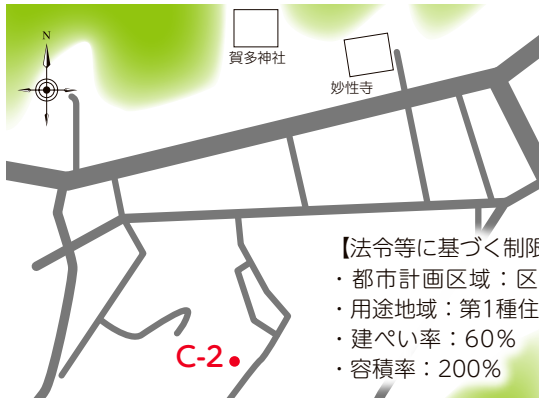 N
賀多神社
妙性寺
【法令等に基づく制限
・都市計画区域：区
・用途地域：第1種住
・建ぺい率：60%
・容積率：200%
C-2